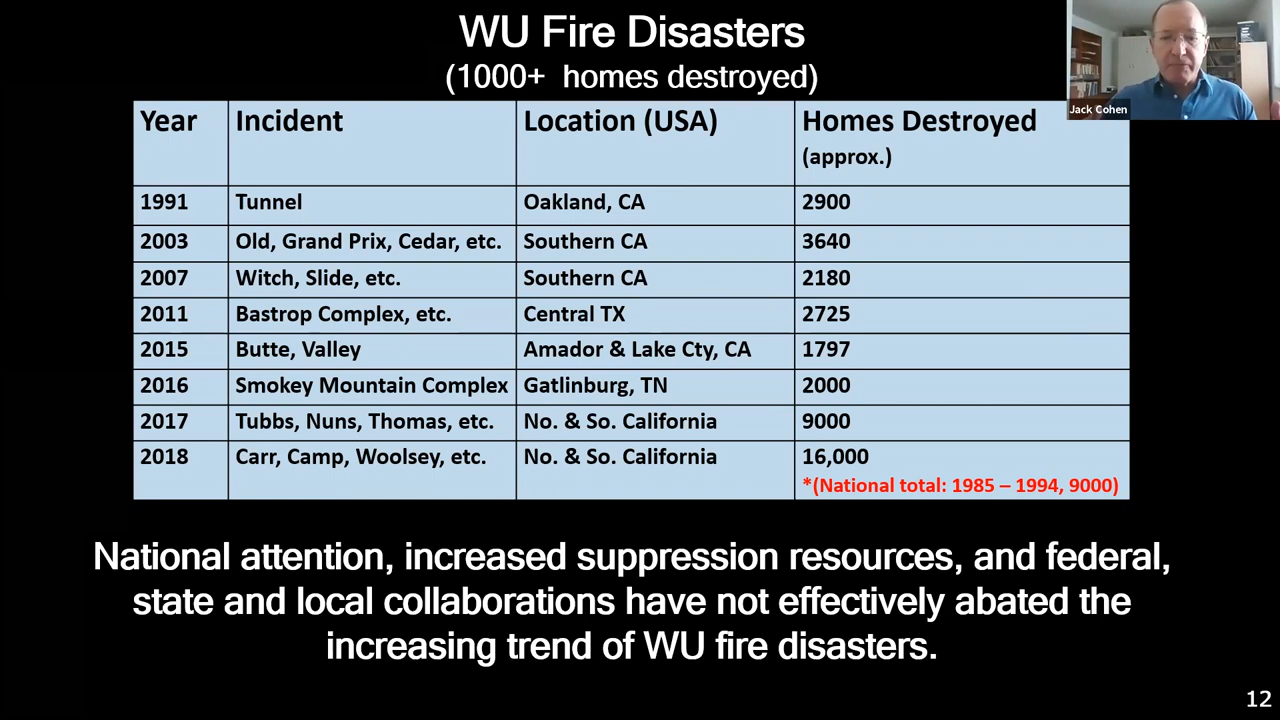 WU Fire Disasters
(1000+ homes destroyed)
Jack Cohen
Year Incident Location (USA) Homes Destroyed
(approx.)
1991 Tunnel Oakland, CA 2900
2003 Old, Grand Prix, Cedar, etc. Southern CA 3640
2007 Witch, Slide, etc. Southern CA 2180
2011 Bastrop Complex, etc. Central TX 2725
2015 Butte, Valley Amador & Lake Cty, CA 1797
2016 Smokey Mountain Complex Gatlinburg, TN 2000
2017 Tubbs, Nuns, Thomas, etc. No. & So. California 9000
2018 Carr, Camp, Woolsey, etc. No. & So. California 16,000
*(National total: 1985 – 1994, 9000)
National attention, increased suppression resources, and federal,
state and local collaborations have not effectively abated the
increasing trend of WU fire disasters.
12